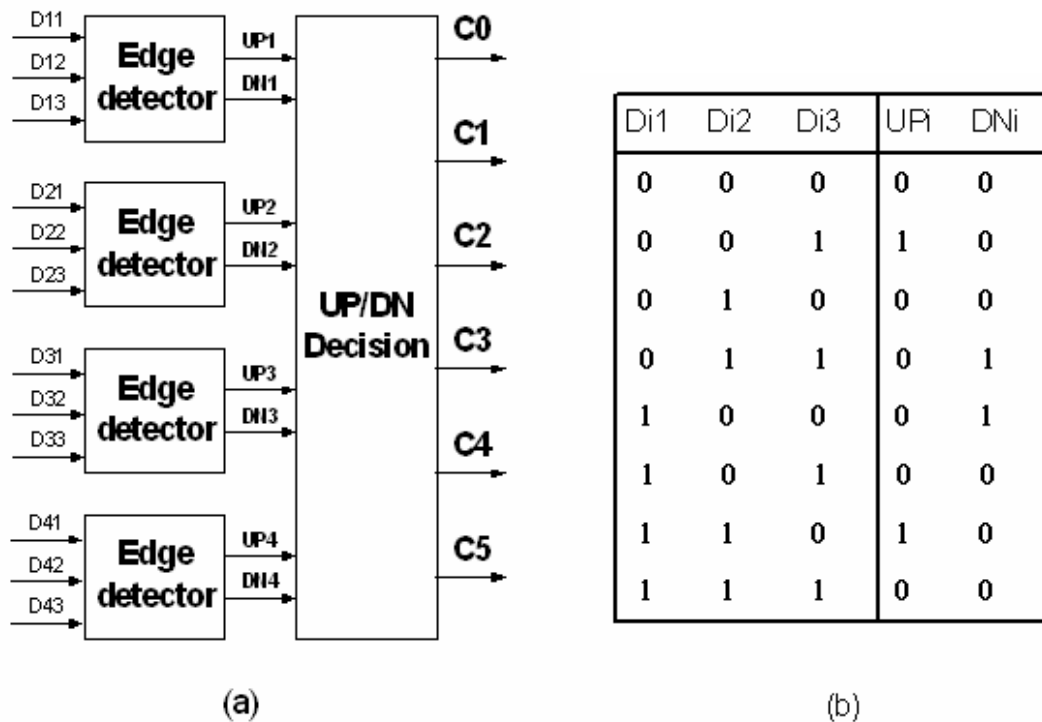 D11
D12
D13
Edge
detector
UP1
DN1
D21
D22
D23
Edge
detector
UP2
DN2
D31
D32
D33
Edge
detector
UP3
DN3
D41
D42
D43
Edge
detector
UP4
DN4
UP/DN
Decision
C0
C1
C2
C3
C4
C5
(a)
Di1 Di2 Di3 UPi DNi
0 0 0 0 0
0 0 1 1 0
0 1 0 0 0
0 1 1 0 1
1 0 0 0 1
1 0 1 0 0
1 1 0 1 0
1 1 1 0 0
(b)